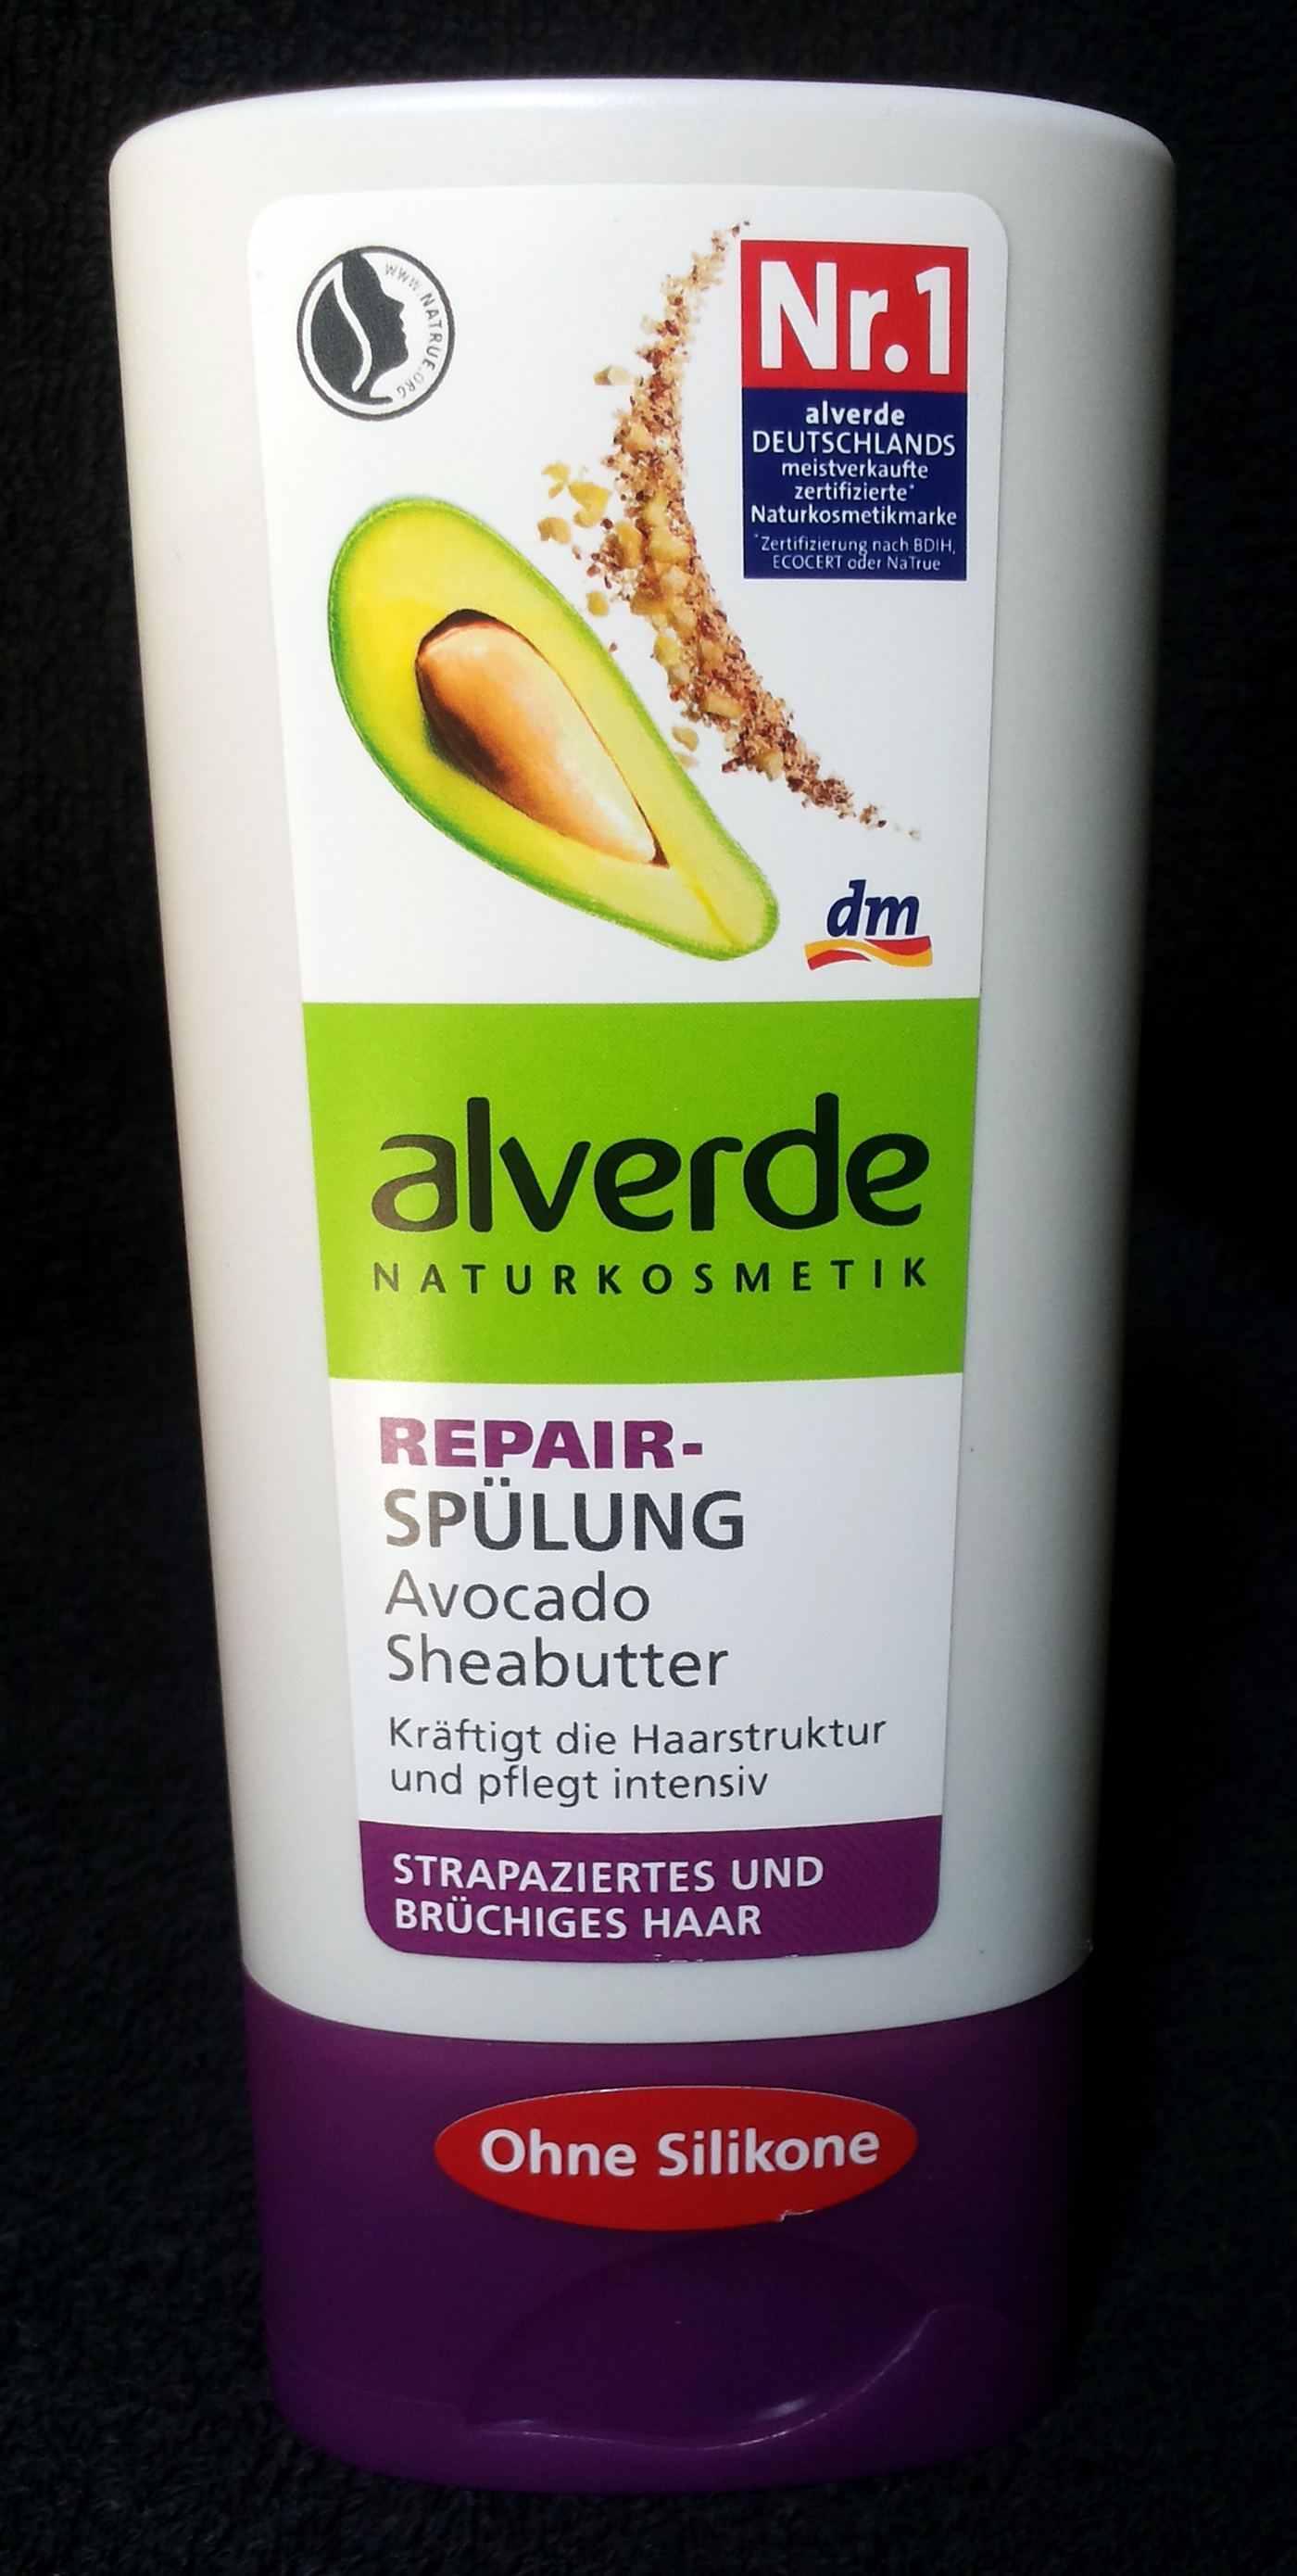 WWW.NATRUE.ORG
Nr.1
alverde
DEUTSCHLANDS
meistverkaufte
zertifizierte*
Naturkosmetikmarke
*Zertifizierung nach BDIH,
ECOCERT oder NaTrue
dm
alverde
NATURKOSMETIK
REPAIR-
SPÜLUNG
Avocado
Sheabutter
Kräftigt die Haarstruktur
und pflegt intensiv
STRAPAZIERTES UND
BRÜCHIGES HAAR
Ohne Silikone